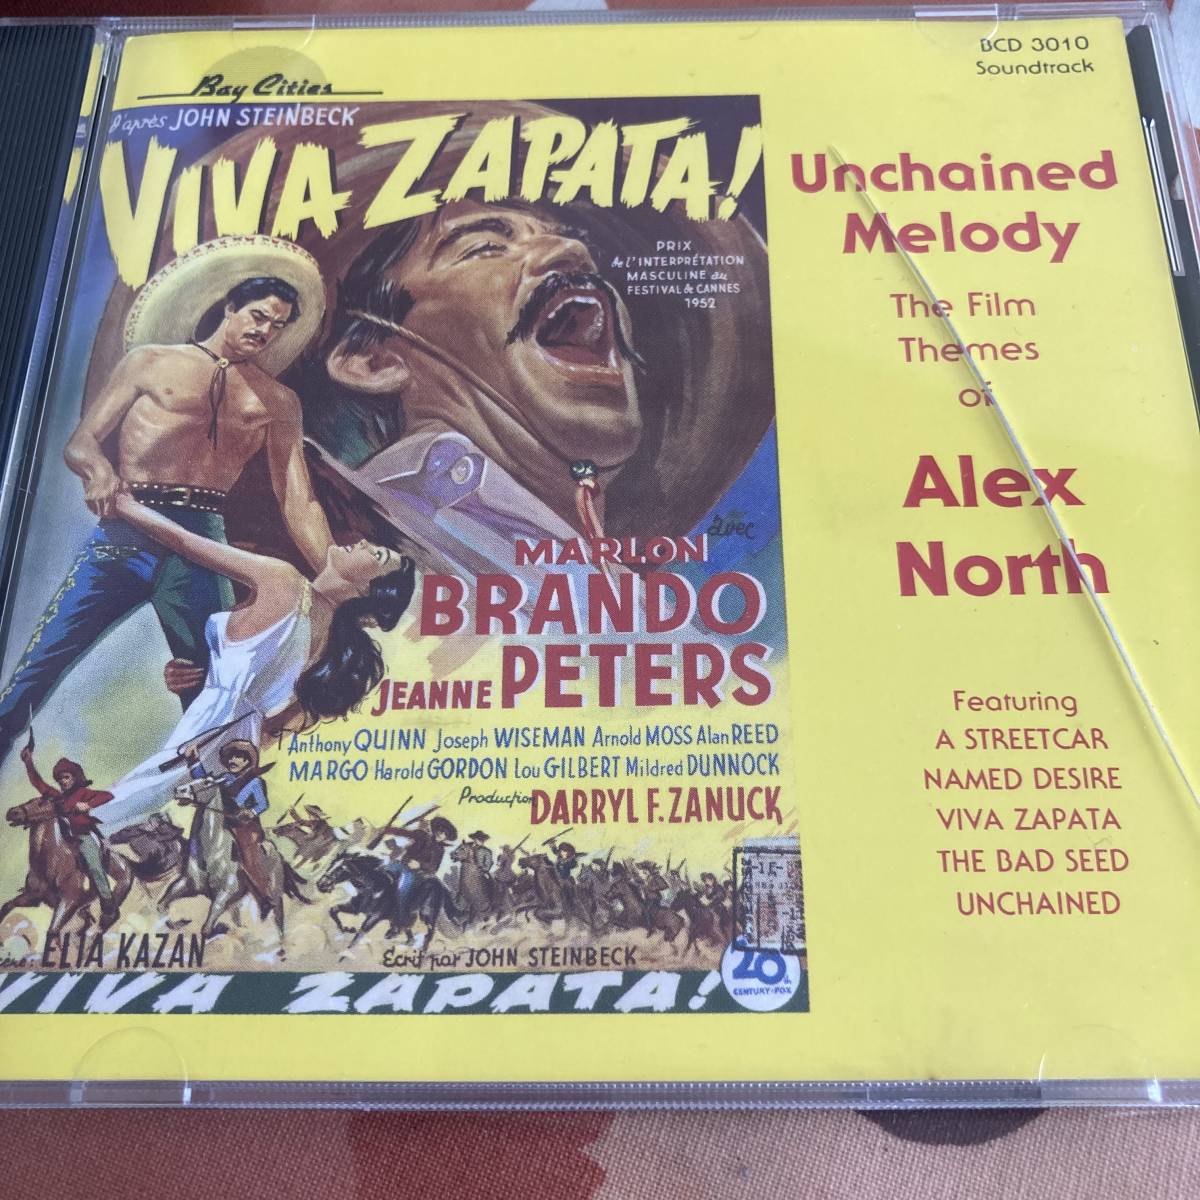 Bay Cities
BCD 3010
Soundtrack
d'après JOHN STEINBECK
VIVA ZAPATA!
PRIX
de l'INTERPRÉTATION
MASCULINE au
FESTIVAL de CANNES
1952
avec
MARLON
BRANDO
JEANNE PETERS
Anthony QUINN Joseph WISEMAN Arnold MOSS Alan REED
MARGO Harold GORDON Lou GILBERT Mildred DUNNOCK
Production DARRYL F. ZANUCK
ELIA KAZAN
Ecrit par JOHN STEINBECK
VIVA ZAPATA!
20th
CENTURY-FOX
Unchained
Melody
The Film
Themes
of
Alex
North
Featuring
A STREETCAR
NAMED DESIRE
VIVA ZAPATA
THE BAD SEED
UNCHAINED